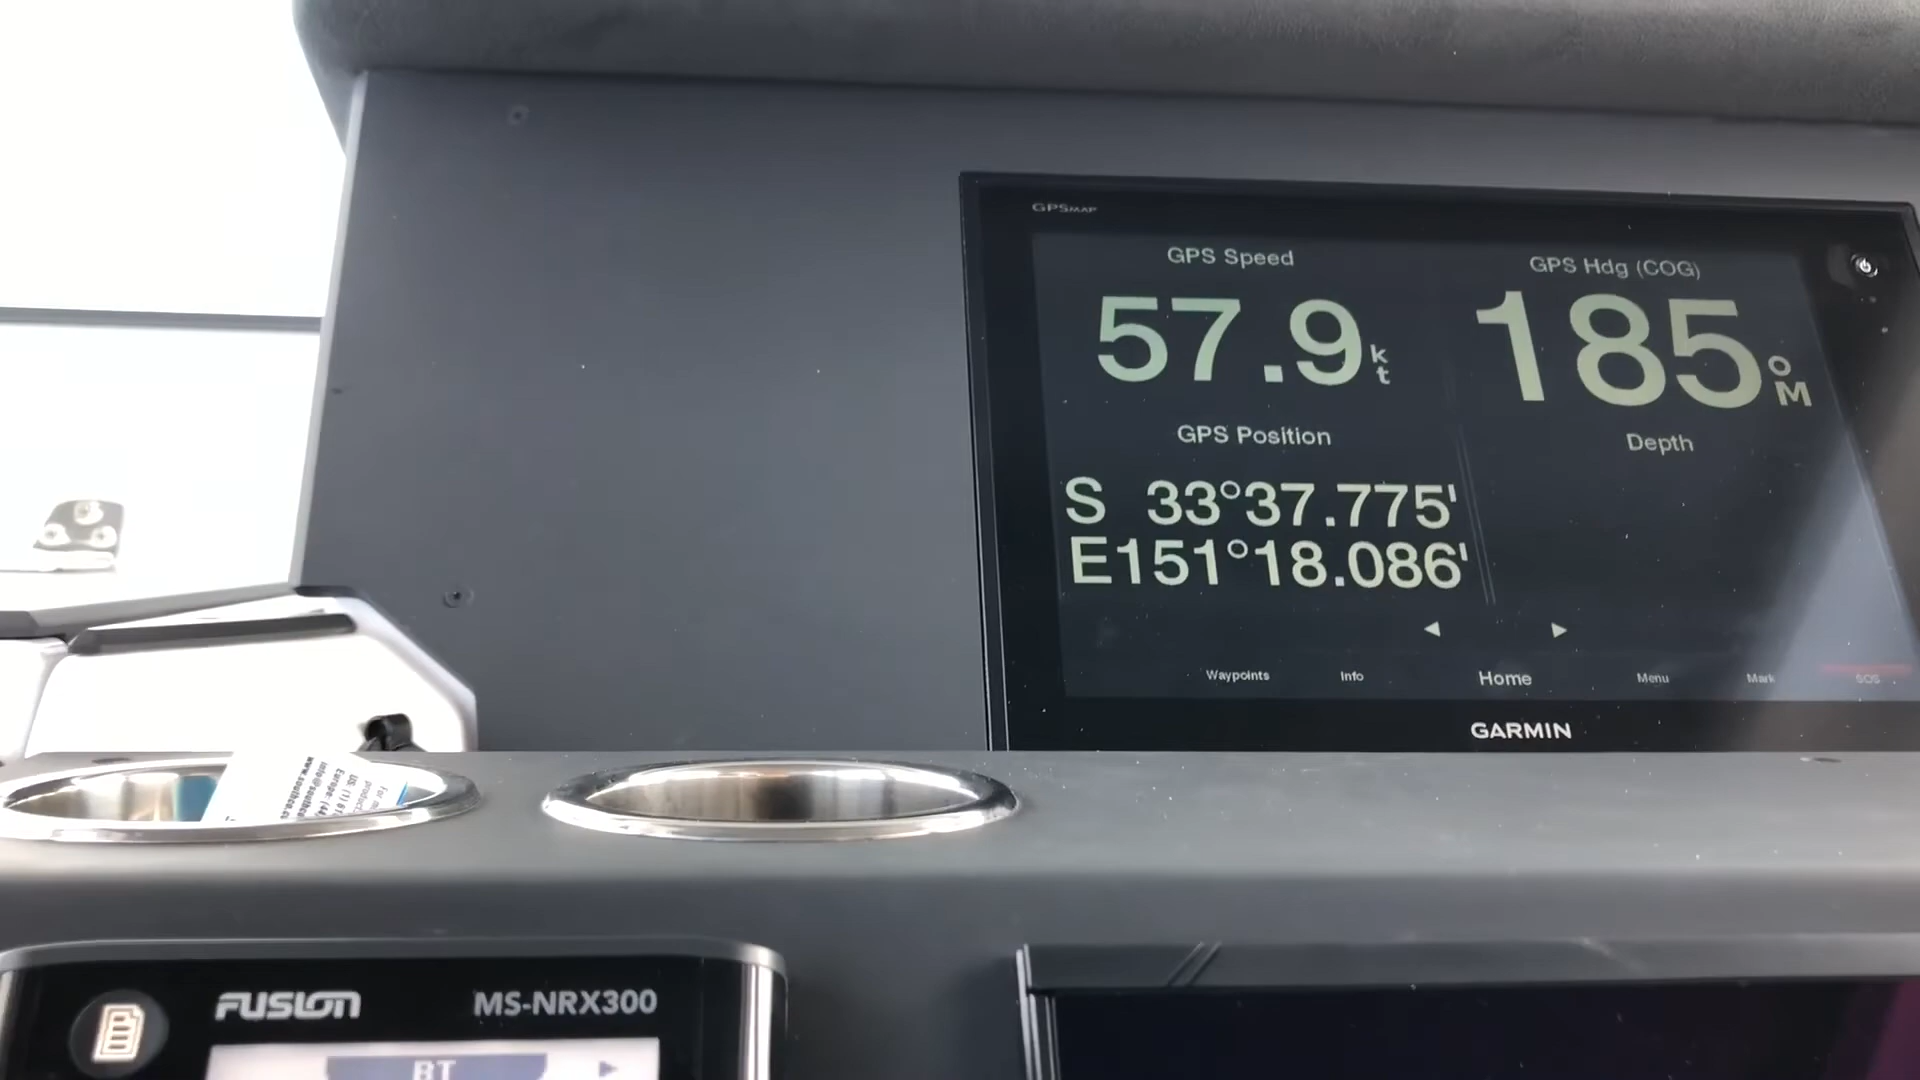 GPSMAP
GPS Speed
57.9 kt
GPS Hdg (COG)
185°M
GPS Position
S 33°37.775'
E151°18.086'
Depth
◀ ▶
Waypoints Info Home Menu Mark SOS
GARMIN
FUSION MS-NRX300
BT ▶